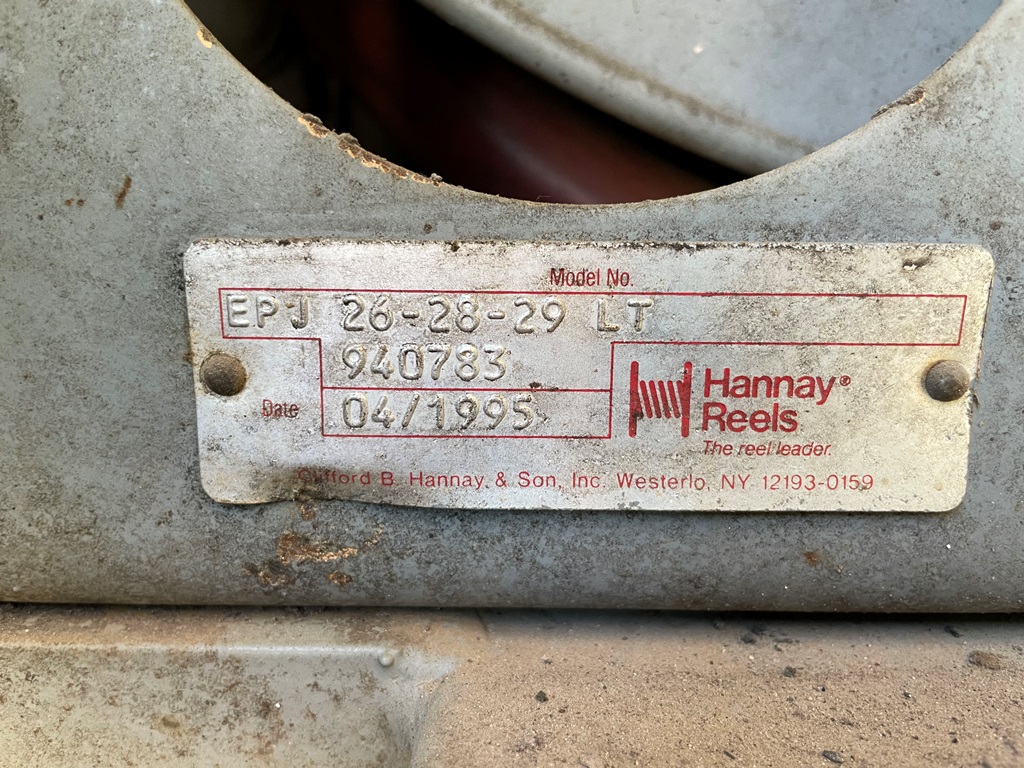 Model No.
EPJ 26-28-29 LT
940783
Date 04/1995
Hannay®
Reels
The reel leader.
Clifford B. Hannay & Son, Inc. Westerlo, NY 12193-0159